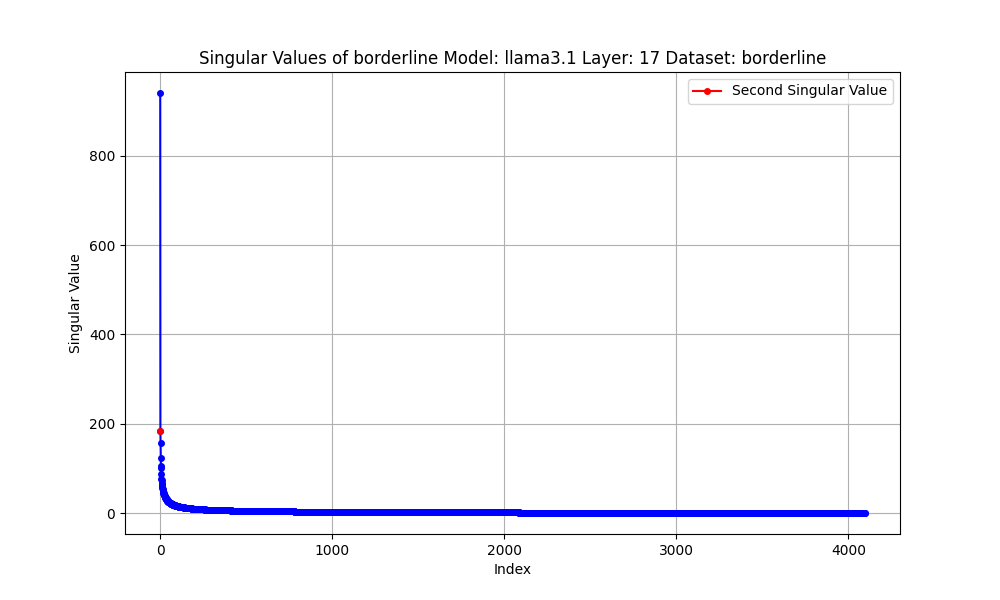 Singular Values of borderline Model: llama3.1 Layer: 17 Dataset: borderline
Second Singular Value
800
600
400
200
0
Singular Value
0 1000 2000 3000 4000
Index